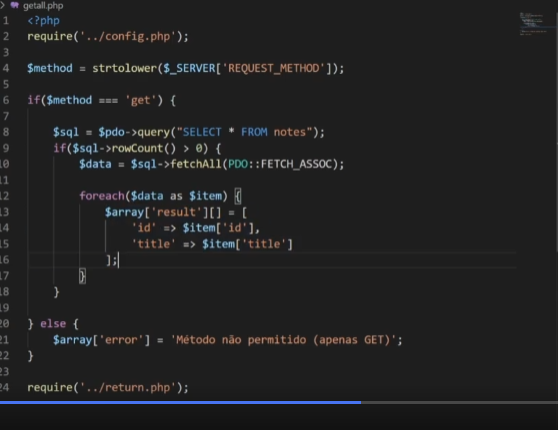 getall.php
1 <?php
2 require('../config.php');
3
4 $method = strtolower($_SERVER['REQUEST_METHOD']);
5
6 if($method === 'get') {
7
8 $sql = $pdo->query("SELECT * FROM notes");
9 if($sql->rowCount() > 0) {
10 $data = $sql->fetchAll(PDO::FETCH_ASSOC);
11
12 foreach($data as $item) {
13 $array['result'][] = [
14 'id' => $item['id'],
15 'title' => $item['title']
16 ];
17 }
18 }
19
20 } else {
21 $array['error'] = 'Método não permitido (apenas GET)';
22 }
23
24 require('../return.php');